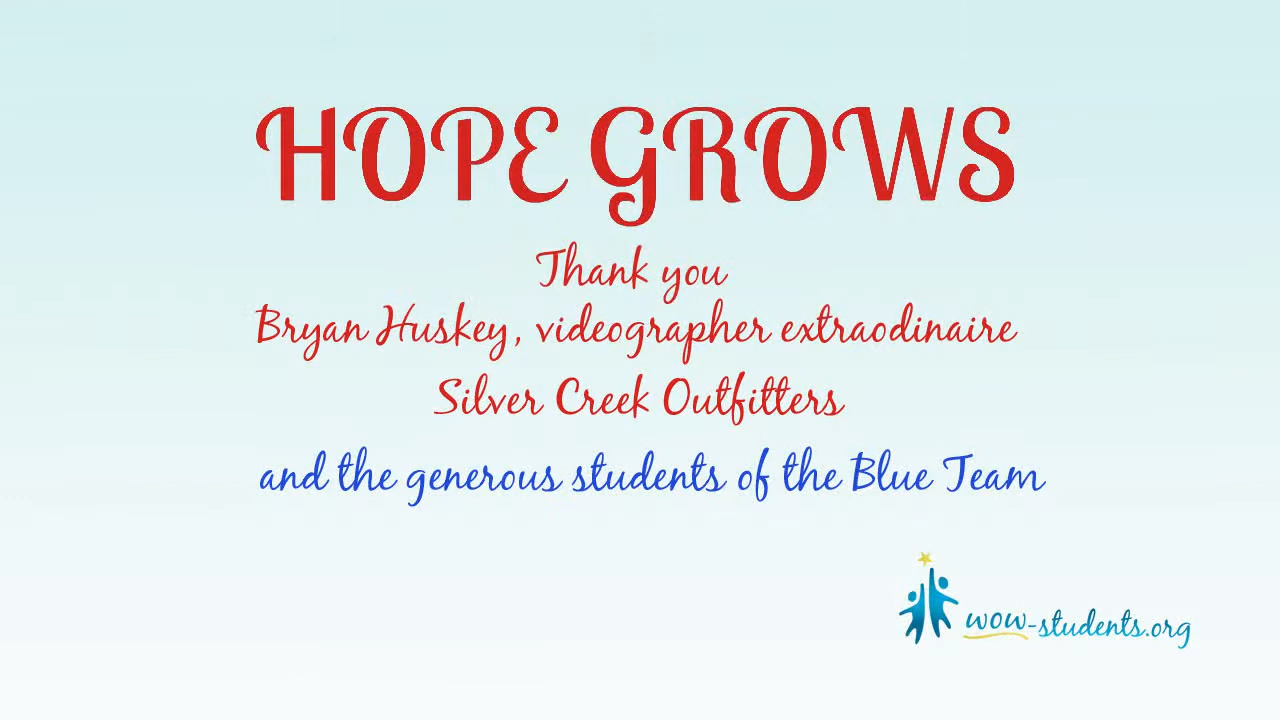 HOPE GROWS
Thank you
Bryan Huskey, videographer extraodinaire
Silver Creek Outfitters
and the generous students of the Blue Team
wow-students.org